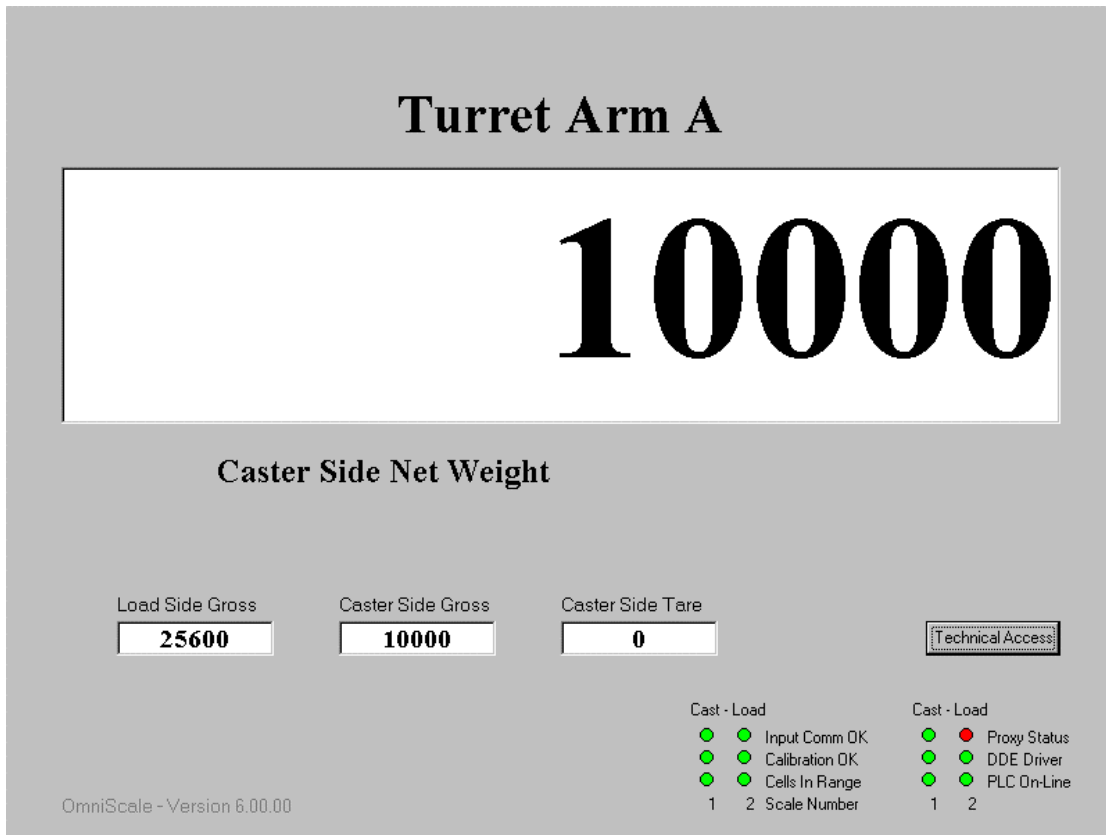 Turret Arm A
10000
Caster Side Net Weight
Load Side Gross Caster Side Gross Caster Side Tare
25600 10000 0 Technical Access
Cast - Load Cast - Load
Input Comm OK Proxy Status
Calibration OK DDE Driver
Cells In Range PLC On-Line
1 2 Scale Number 1 2
OmniScale - Version 6.00.00